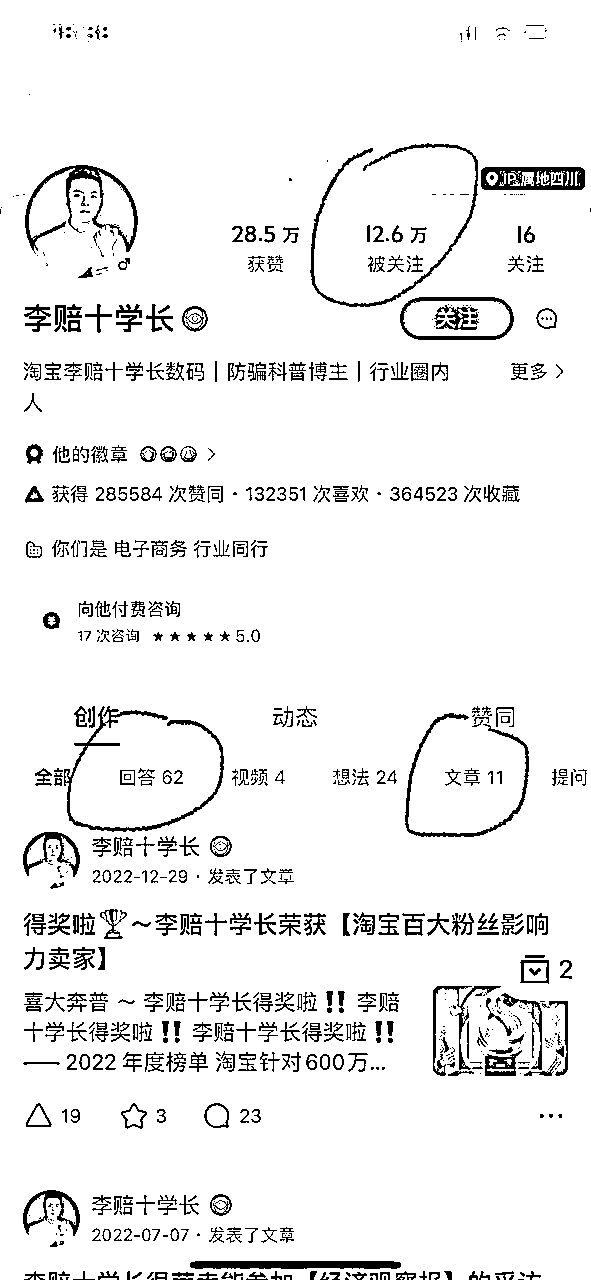 IP属地四川
28.5 万 12.6 万 16
获赞 被关注 关注
李赔十学长
关注
淘宝李赔十学长数码｜防骗科普博主｜行业圈内
人
更多
他的徽章
获得 285584 次赞同 · 132351 次喜欢 · 364523 次收藏
你们是 电子商务 行业同行
向他付费咨询
17 次咨询 ★★★★★ 5.0
创作 动态 赞同
全部 回答 62 视频 4 想法 24 文章 11 提问
李赔十学长
2022-12-29 · 发表了文章
得奖啦🏆～李赔十学长荣获【淘宝百大粉丝影响
力卖家】
2
喜大奔普 ～ 李赔十学长得奖啦‼️ 李赔
十学长得奖啦‼️ 李赔十学长得奖啦‼️
—— 2022 年度榜单 淘宝针对600万...
19 3 23
李赔十学长
2022-07-07 · 发表了文章